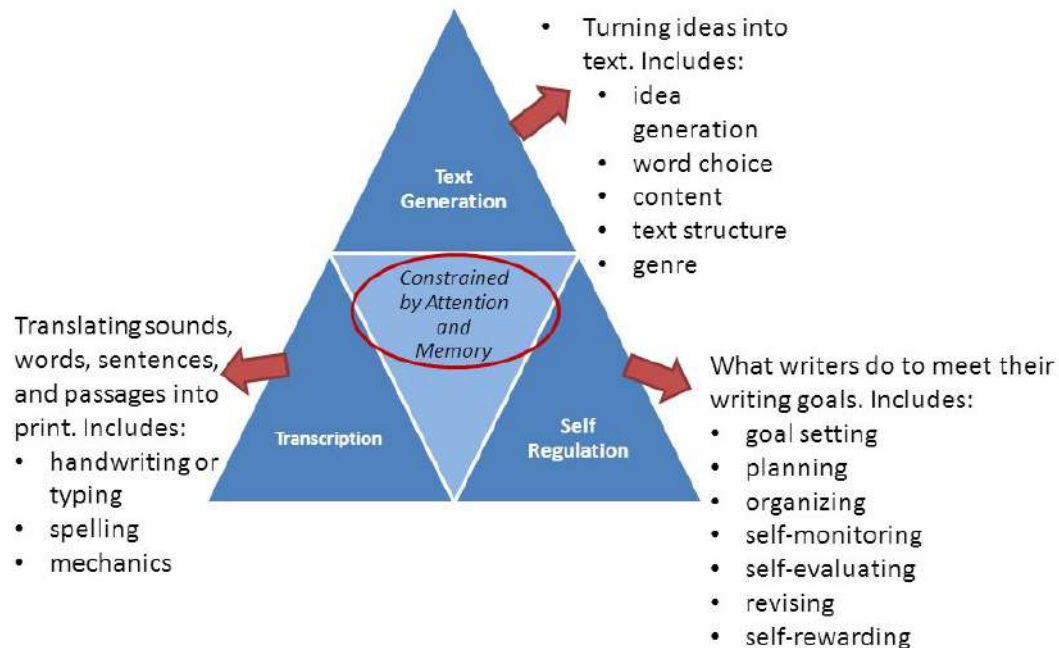 • Turning ideas into
text. Includes:
• idea
generation
• word choice
• content
• text structure
• genre
Text
Generation
Constrained
by Attention
and
Memory
Translating sounds,
words, sentences,
and passages into
print. Includes:
• handwriting or
typing
• spelling
• mechanics
Transcription
Self
Regulation
What writers do to meet their
writing goals. Includes:
• goal setting
• planning
• organizing
• self-monitoring
• self-evaluating
• revising
• self-rewarding